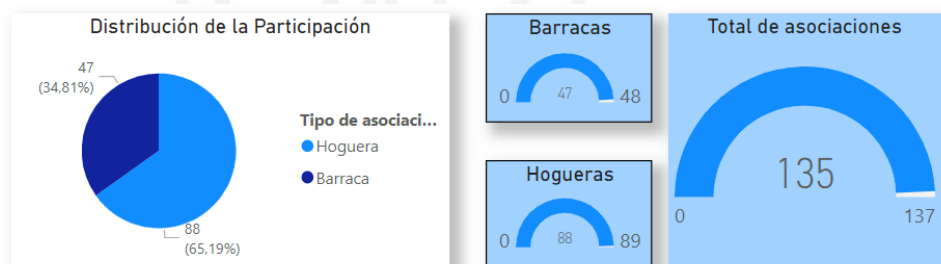 Distribución de la Participación
47
(34,81%)
88
(65,19%)
Tipo de asociaci...
Hoguera
Barraca
Barracas
0
47
48
Hogueras
0
88
89
Total de asociaciones
135
0
137